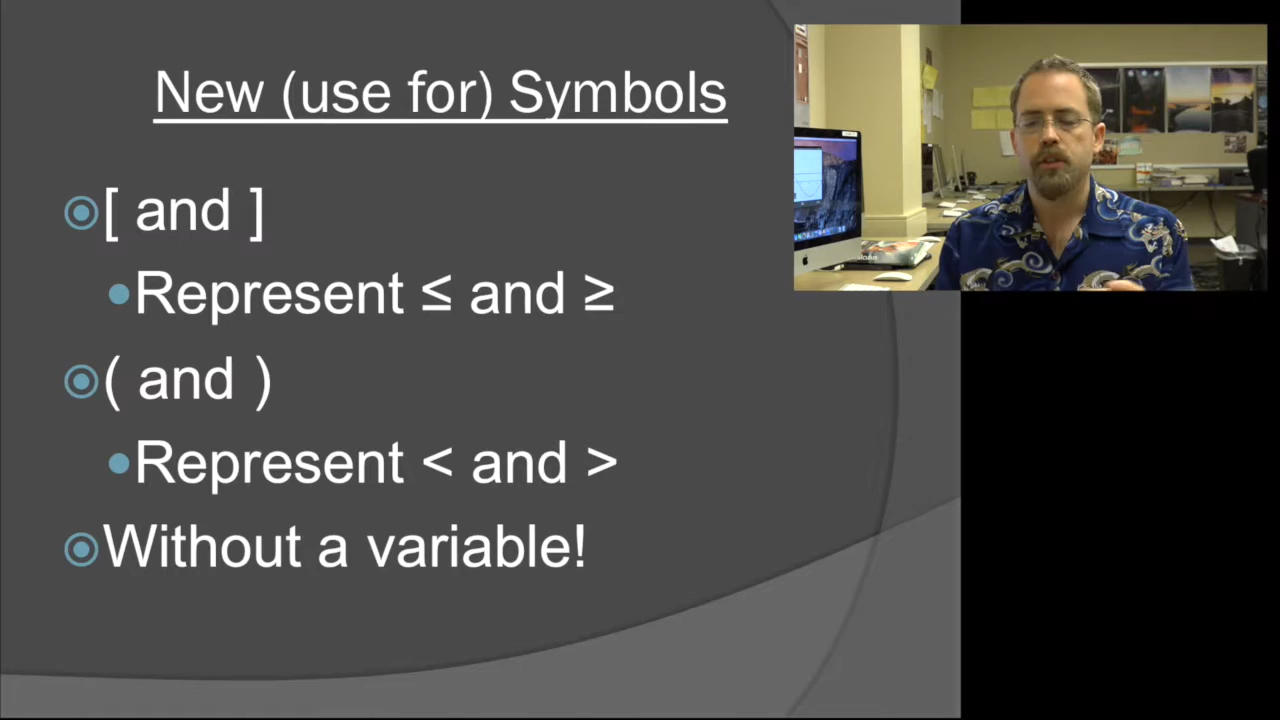 New (use for) Symbols
[ and ]
Represent ≤ and ≥
( and )
Represent < and >
Without a variable!